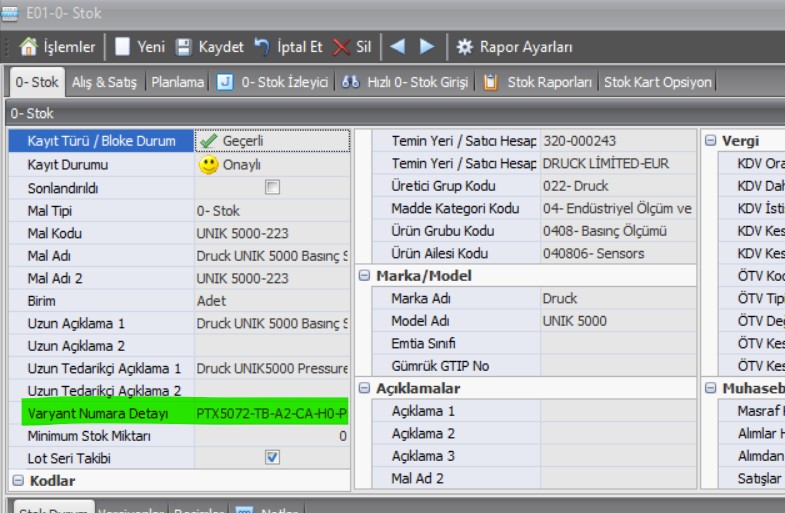 E01-0- Stok
İşlemler Yeni Kaydet İptal Et Sil Rapor Ayarları
0- Stok Alış & Satış Planlama 0- Stok İzleyici Hızlı 0- Stok Girişi Stok Raporları Stok Kart Opsiyon
0- Stok
Kayıt Türü / Bloke Durum Geçerli
Kayıt Durumu Onaylı
Sonlandırıldı
Mal Tipi 0- Stok
Mal Kodu UNIK 5000-223
Mal Adı Druck UNIK 5000 Basınç S
Mal Adı 2 UNIK 5000-223
Birim Adet
Uzun Açıklama 1 Druck UNIK 5000 Basınç S
Uzun Açıklama 2
Uzun Tedarikçi Açıklama 1 Druck UNIK5000 Pressure
Uzun Tedarikçi Açıklama 2
Varyant Numara Detayı PTX5072-TB-A2-CA-H0-P
Minimum Stok Miktarı 0
Lot Seri Takibi
Kodlar
Temin Yeri / Satıcı Hesap 320-000243
Temin Yeri / Satıcı Hesap DRUCK LİMİTED-EUR
Üretici Grup Kodu 022- Druck
Madde Kategori Kodu 04- Endüstriyel Ölçüm ve
Ürün Grubu Kodu 0408- Basınç Ölçümü
Ürün Ailesi Kodu 040806- Sensors
Marka/Model
Marka Adı Druck
Model Adı UNIK 5000
Emtia Sınıfı
Gümrük GTIP No
Açıklamalar
Açıklama 1
Açıklama 2
Açıklama 3
Mal Ad 2
Vergi
KDV Ora
KDV Dah
KDV İsti
KDV Kes
KDV Kes
ÖTV Kod
ÖTV Tip
ÖTV Değ
ÖTV Kes
ÖTV Kes
Muhaseb
Masraf
Alımlar
Alımdan
Satışlar
Stok Durum Versiyonlar Resimler Notlar